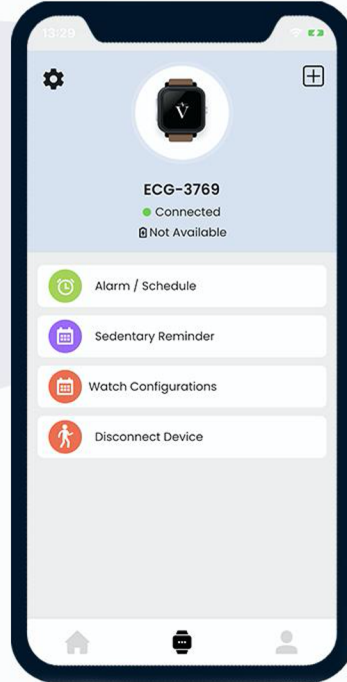 13:29
V
ECG-3769
Connected
Not Available
Alarm / Schedule
Sedentary Reminder
Watch Configurations
Disconnect Device